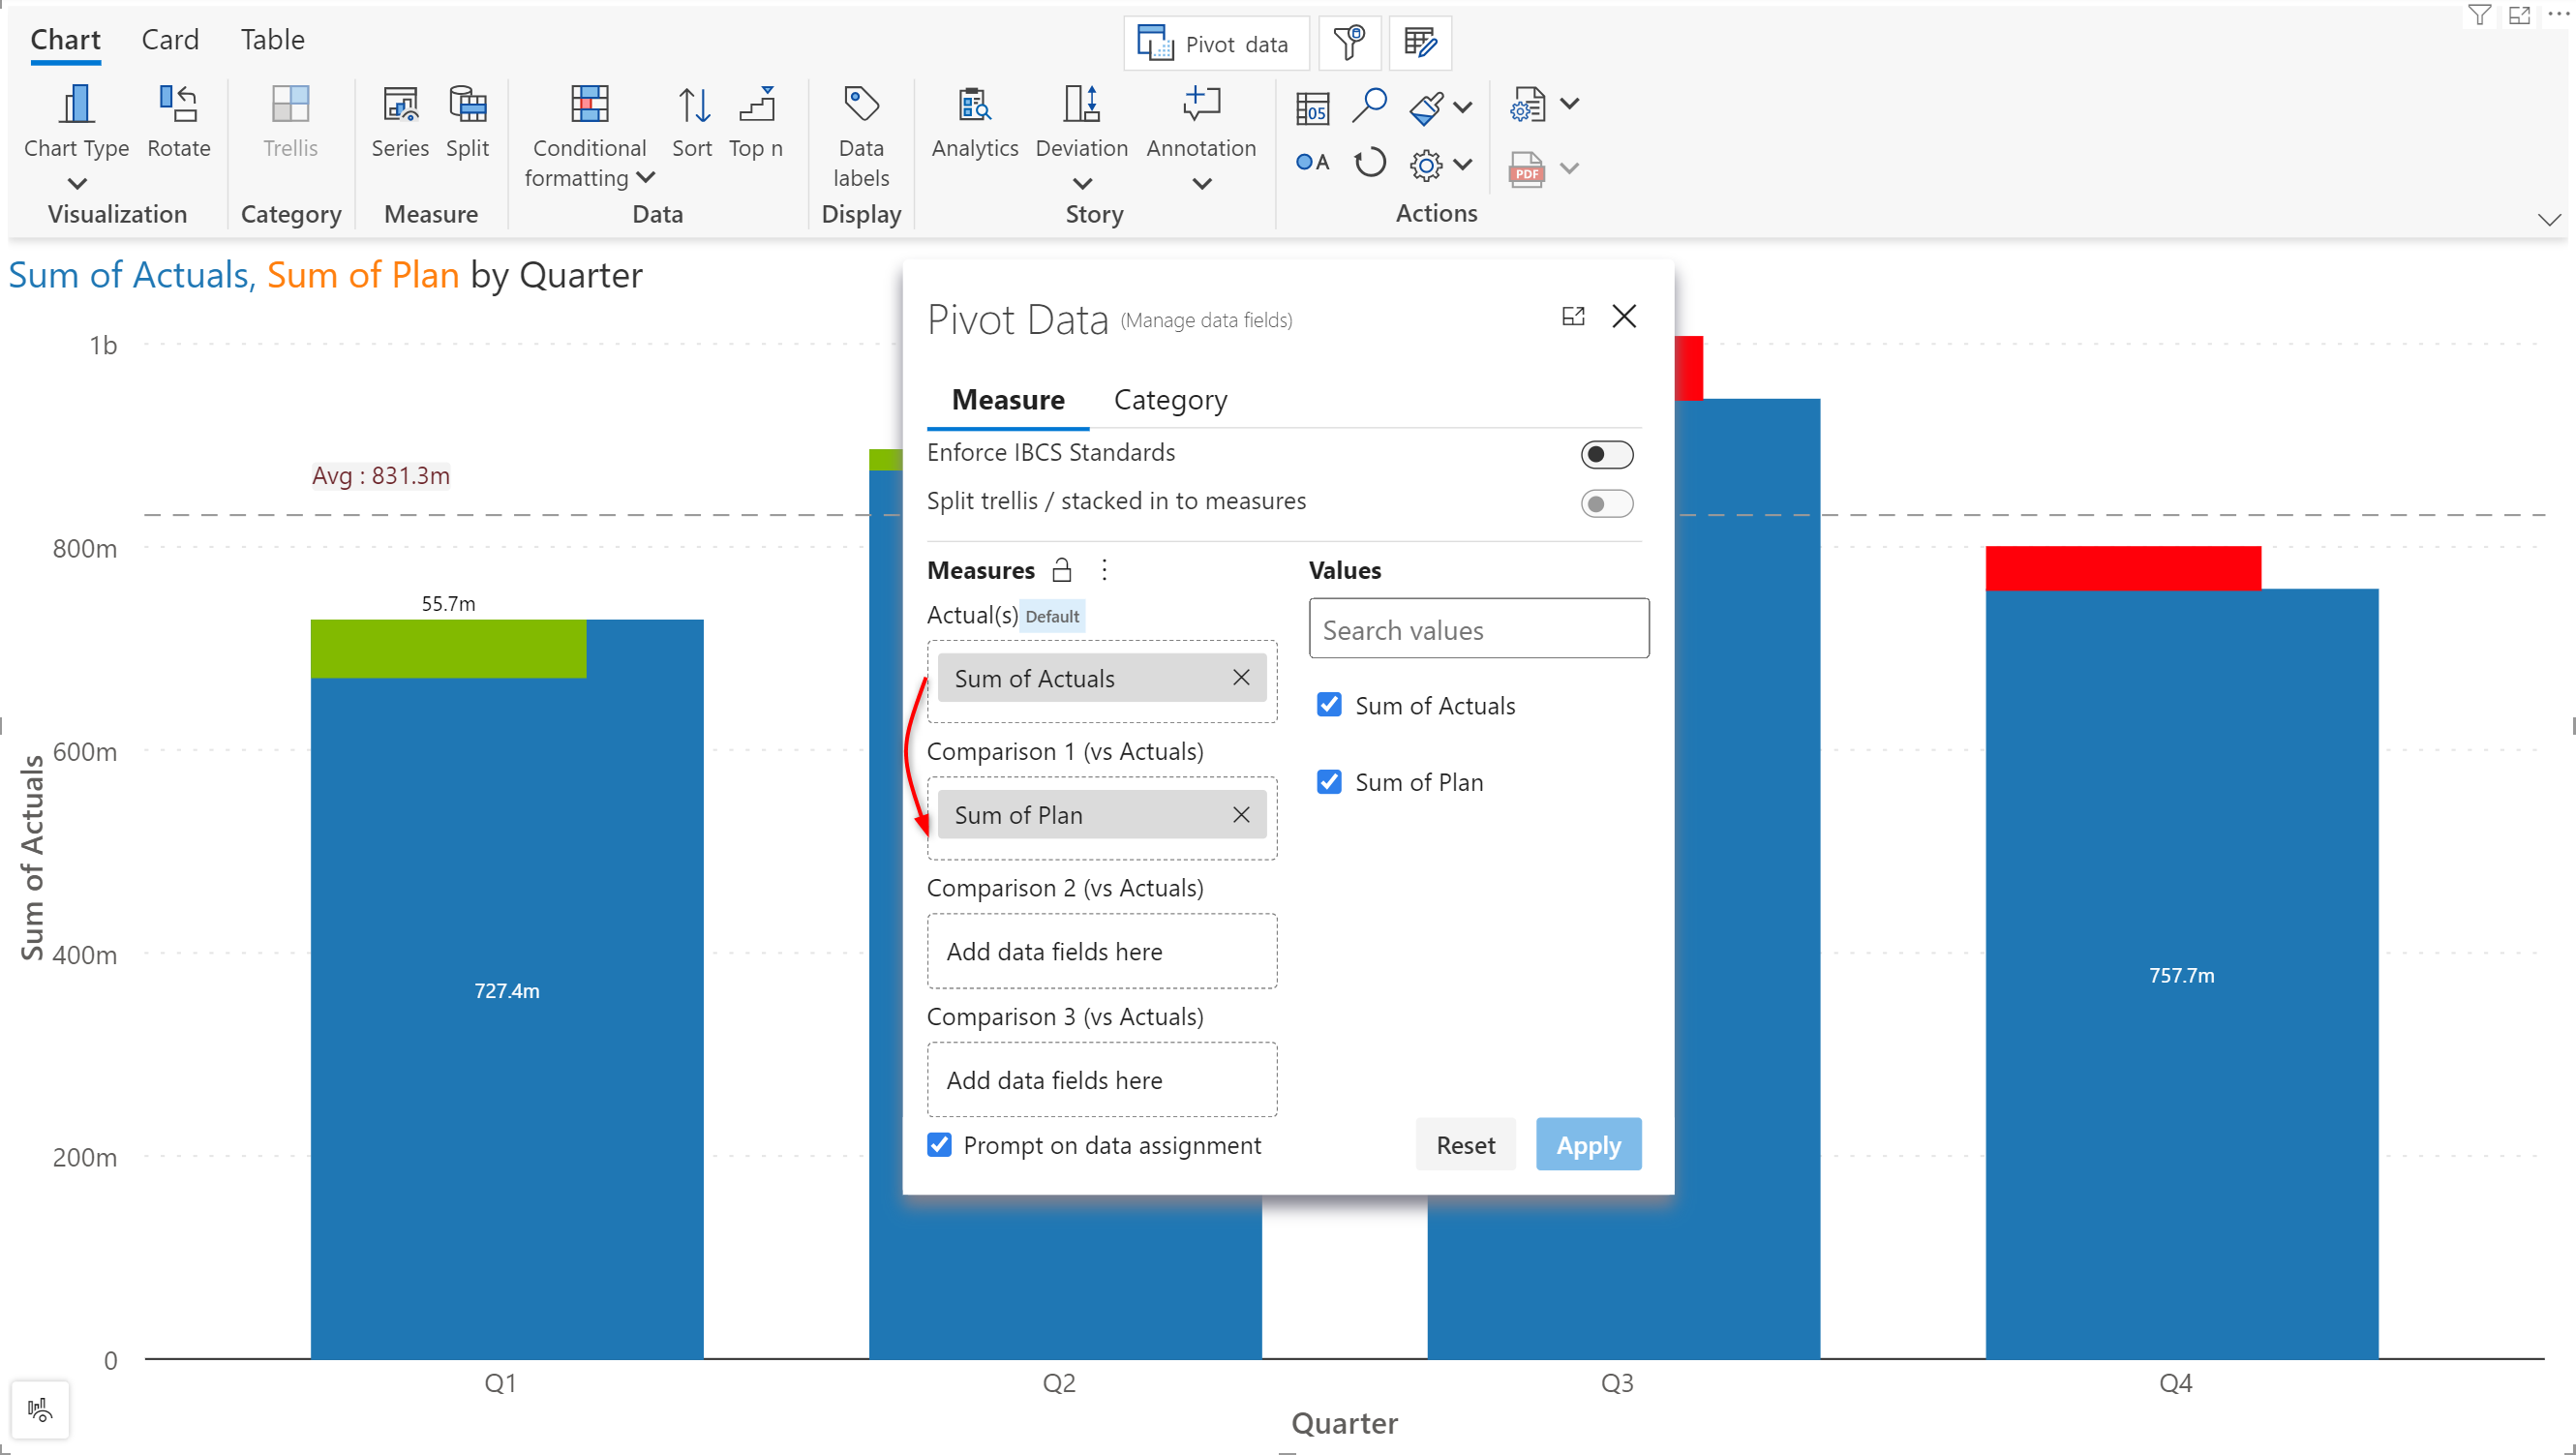 Chart Card Table
Pivot data
Chart Type Rotate Trellis Series Split Conditional formatting Sort Top n Data labels Analytics Deviation Annotation
05
A
PDF
Visualization Category Measure Data Display Story Actions
Sum of Actuals, Sum of Plan by Quarter
Pivot Data (Manage data fields)
Measure Category
Enforce IBCS Standards
Split trellis / stacked in to measures
Measures
Values
Actual(s) Default
Search values
Sum of Actuals
Sum of Actuals
Comparison 1 (vs Actuals)
Sum of Plan
Sum of Plan
Comparison 2 (vs Actuals)
Add data fields here
Comparison 3 (vs Actuals)
Add data fields here
Prompt on data assignment
Reset
Apply
1b
Avg : 831.3m
800m
55.7m
600m
Sum of Actuals
400m
727.4m
757.7m
200m
0
Q1 Q2 Q3 Q4
Quarter